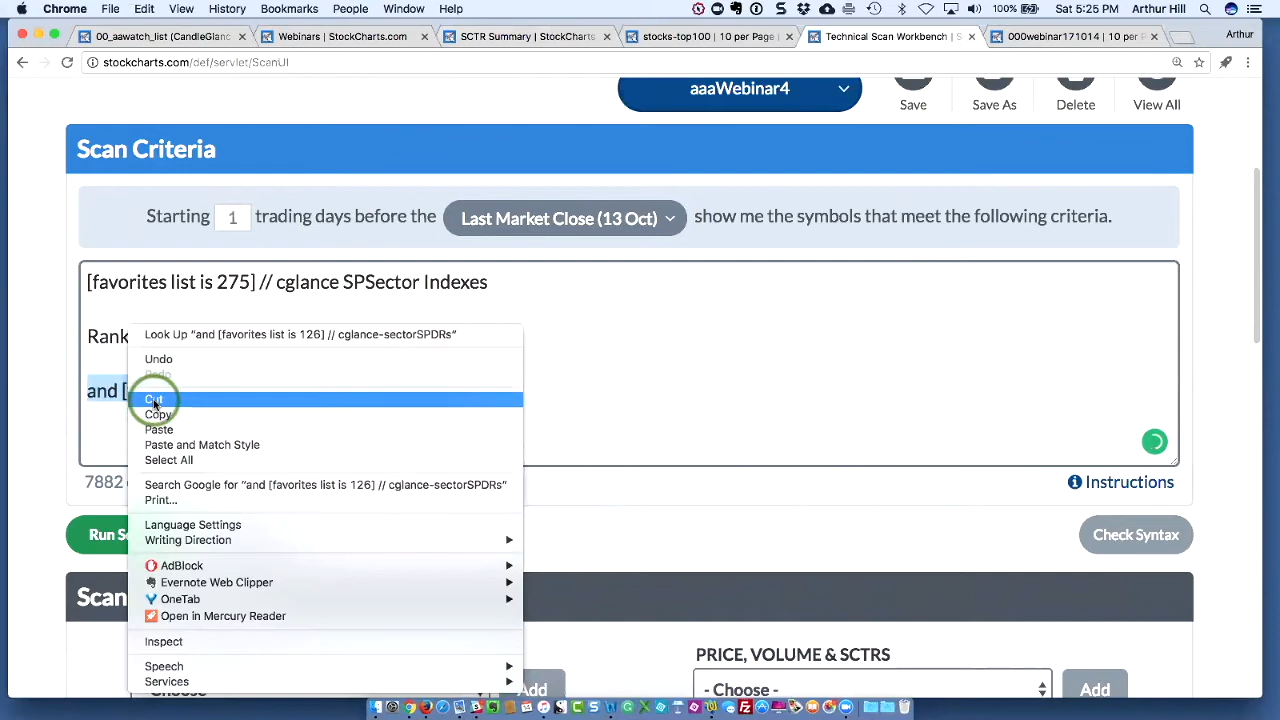 Chrome File Edit View History Bookmarks People Window Help 100% Sat 5:25 PM Arthur Hill
00_aawatch_list (CandleGlanc Webinars | StockCharts.com SCTR Summary | StockCharts stocks-top100 | 10 per Page | Technical Scan Workbench | S 000webinar171014 | 10 per P Arthur
stockcharts.com/def/servlet/ScanUI
aaaWebinar4
Save Save As Delete View All
Scan Criteria
Starting 1 trading days before the Last Market Close (13 Oct) show me the symbols that meet the following criteria.
[favorites list is 275] // cglance SPSector Indexes
Rank
Look Up “and [favorites list is 126] // cglance-sectorSPDRs”
Undo
Redo
and [
Cut
Copy
Paste
Paste and Match Style
Select All
7882
Instructions
Search Google for “and [favorites list is 126] // cglance-sectorSPDRs”
Print...
Language Settings
Run S
Check Syntax
Writing Direction
AdBlock
Evernote Web Clipper
Scan
OneTab
Open in Mercury Reader
Inspect
PRICE, VOLUME & SCTRS
Speech
Services
Add
- Choose -
Add